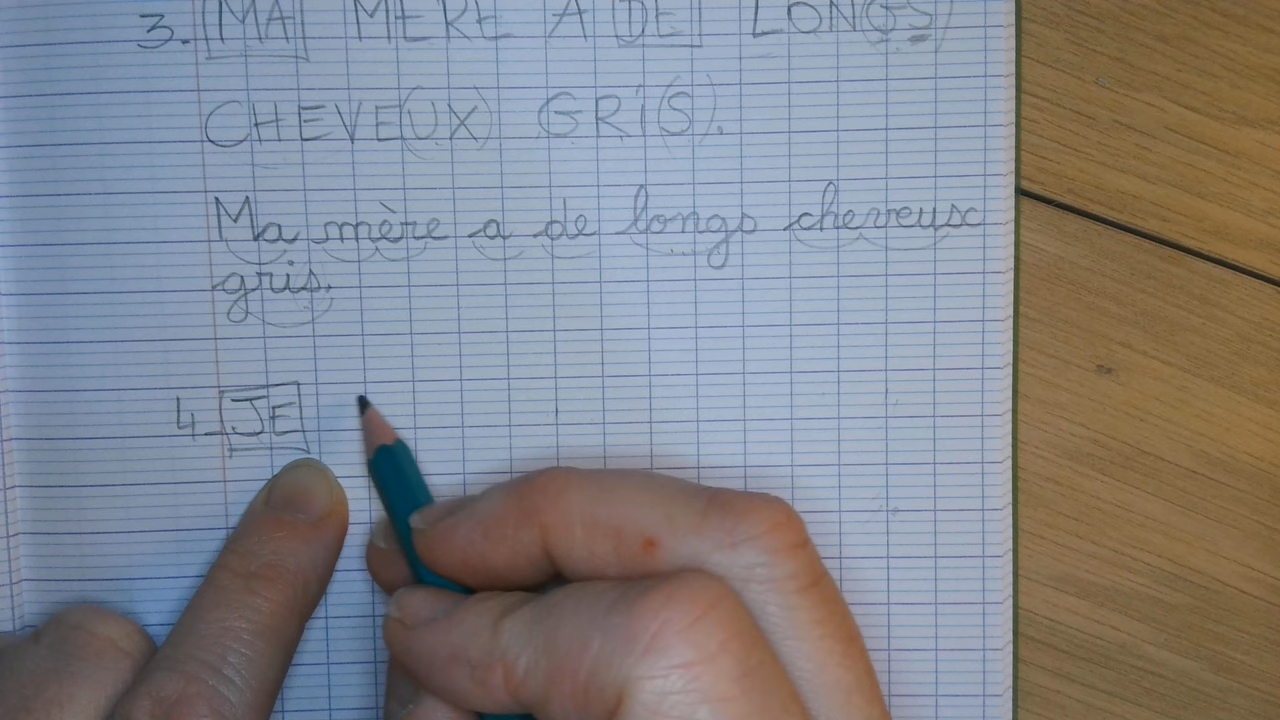 3. MA MÈRE A DE LONGS
CHEVEUX GRIS.
Ma mère a de longs cheveux
gris.
4. JE